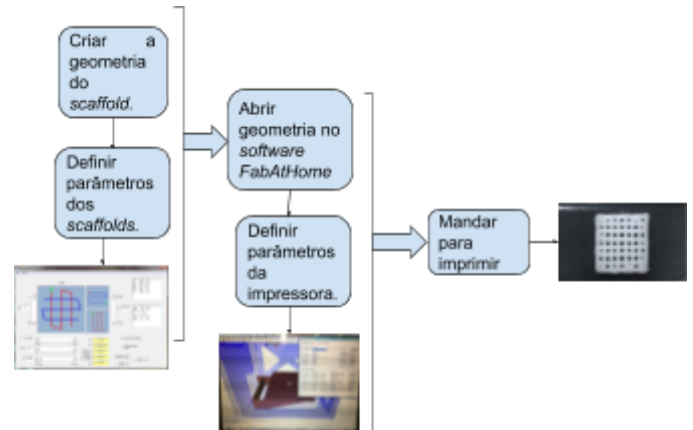 Criar a
geometria
do
scaffold.
Definir
parâmetros
dos
scaffolds.
Abrir
geometria no
software
FabAtHome
Definir
parâmetros
da
impressora.
Mandar
para
imprimir